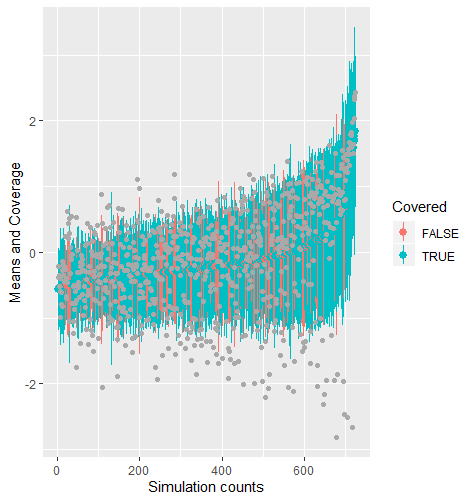 Means and Coverage
2
0
-2
0
200
400
600
Simulation counts
Covered
FALSE
TRUE